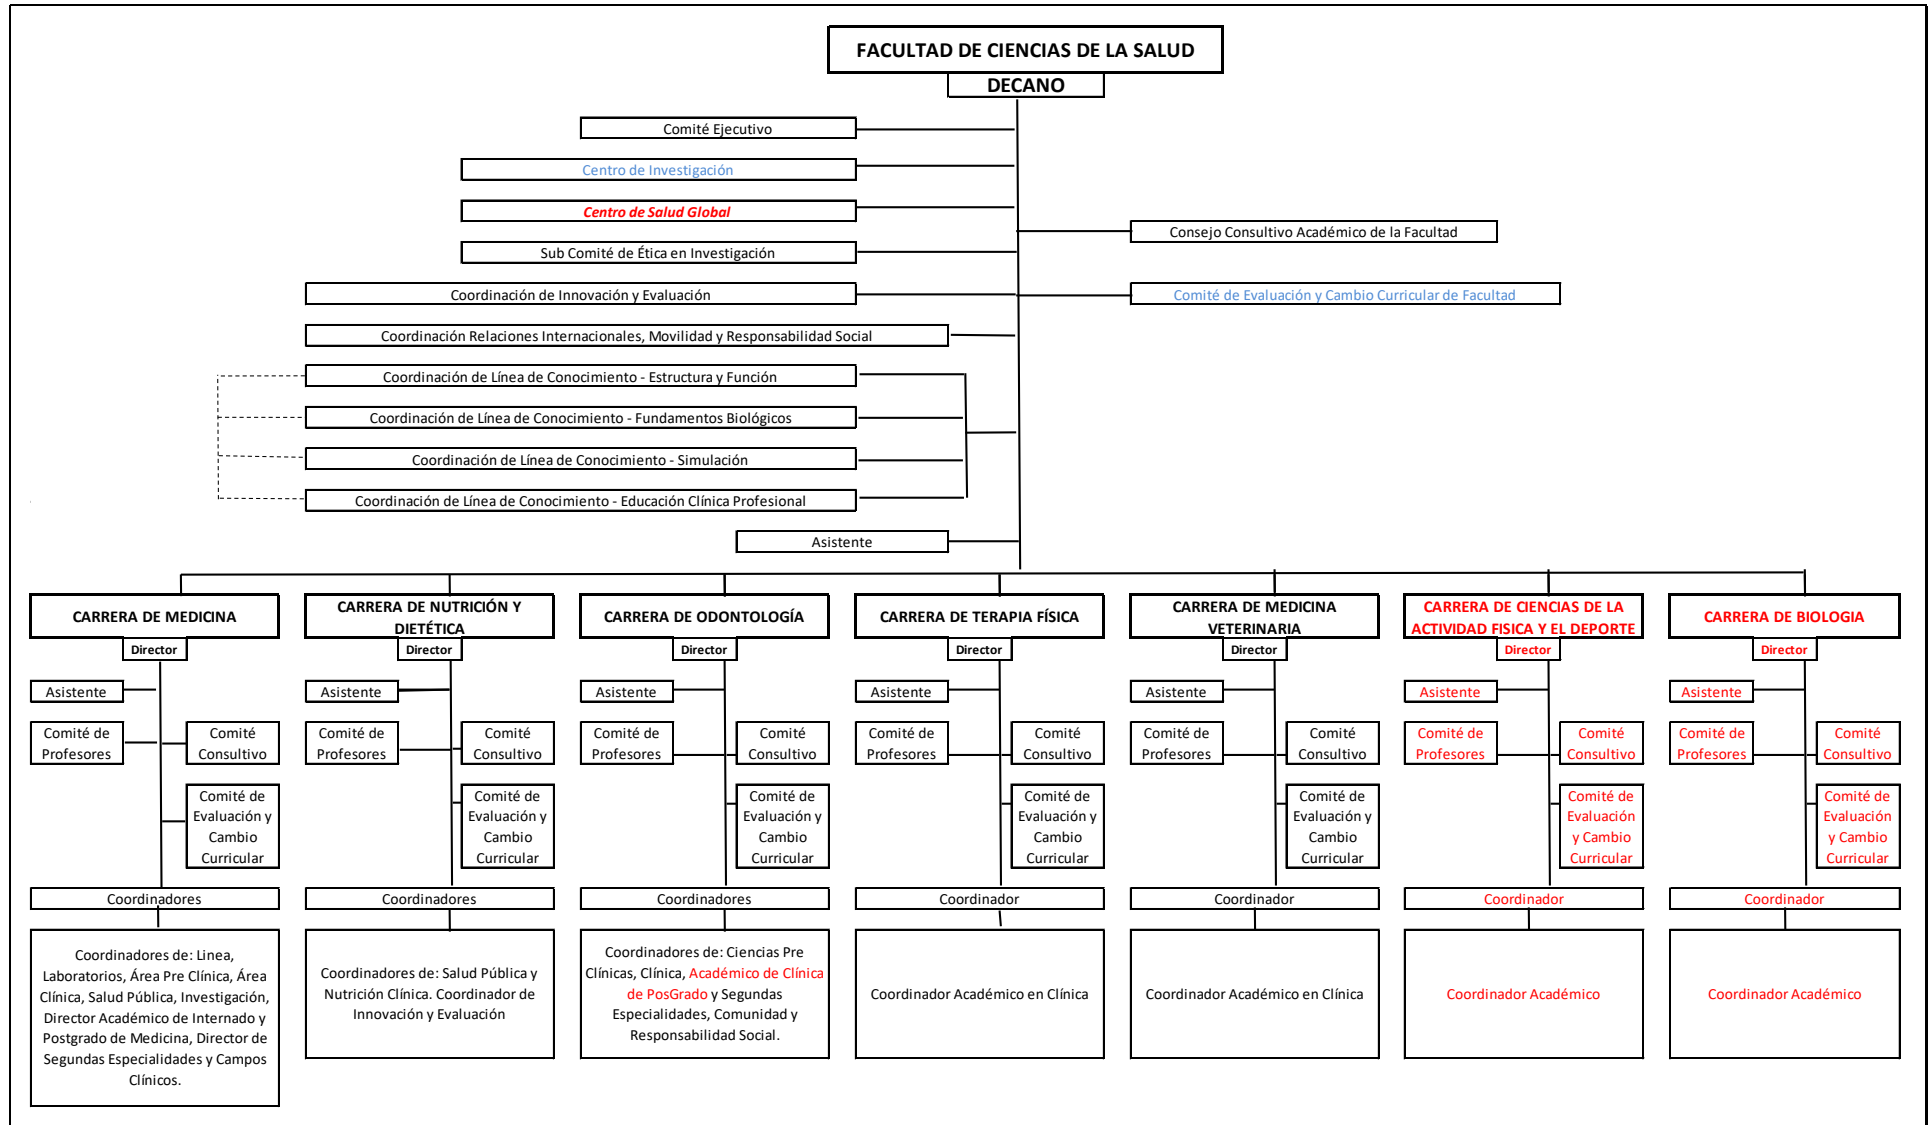 FACULTAD DE CIENCIAS DE LA SALUD
DECANO
Comité Ejecutivo
Centro de Investigación
Centro de Salud Global
Consejo Consultivo Académico de la Facultad
Sub Comité de Ética en Investigación
Coordinación de Innovación y Evaluación
Comité de Evaluación y Cambio Curricular de Facultad
Coordinación Relaciones Internacionales, Movilidad y Responsabilidad Social
Coordinación de Línea de Conocimiento - Estructura y Función
Coordinación de Línea de Conocimiento - Fundamentos Biológicos
Coordinación de Línea de Conocimiento - Simulación
Coordinación de Línea de Conocimiento - Educación Clínica Profesional
Asistente
CARRERA DE MEDICINA
Director
Asistente
Comité de
Profesores
Comité
Consultivo
Comité de
Evaluación y
Cambio
Curricular
Coordinadores
Coordinadores de: Linea,
Laboratorios, Área Pre Clínica, Área
Clínica, Salud Pública, Investigación,
Director Académico de Internado y
Postgrado de Medicina, Director de
Segundas Especialidades y Campos
Clínicos.
CARRERA DE NUTRICIÓN Y
DIETÉTICA
Director
Asistente
Comité de
Profesores
Comité
Consultivo
Comité de
Evaluación y
Cambio
Curricular
Coordinadores
Coordinadores de: Salud Pública y
Nutrición Clínica. Coordinador de
Innovación y Evaluación
CARRERA DE ODONTOLOGÍA
Director
Asistente
Comité de
Profesores
Comité
Consultivo
Comité de
Evaluación y
Cambio
Curricular
Coordinadores
Coordinadores de: Ciencias Pre
Clínicas, Clínica, Académico de Clínica
de PosGrado y Segundas
Especialidades, Comunidad y
Responsabilidad Social.
CARRERA DE TERAPIA FÍSICA
Director
Asistente
Comité de
Profesores
Comité
Consultivo
Comité de
Evaluación y
Cambio
Curricular
Coordinador
Coordinador Académico en Clínica
CARRERA DE MEDICINA
VETERINARIA
Director
Asistente
Comité de
Profesores
Comité
Consultivo
Comité de
Evaluación y
Cambio
Curricular
Coordinador
Coordinador Académico en Clínica
CARRERA DE CIENCIAS DE LA
ACTIVIDAD FISICA Y EL DEPORTE
Director
Asistente
Comité de
Profesores
Comité
Consultivo
Comité de
Evaluación
y Cambio
Curricular
Coordinador
Coordinador Académico
CARRERA DE BIOLOGIA
Director
Asistente
Comité de
Profesores
Comité
Consultivo
Comité de
Evaluación
y Cambio
Curricular
Coordinador
Coordinador Académico